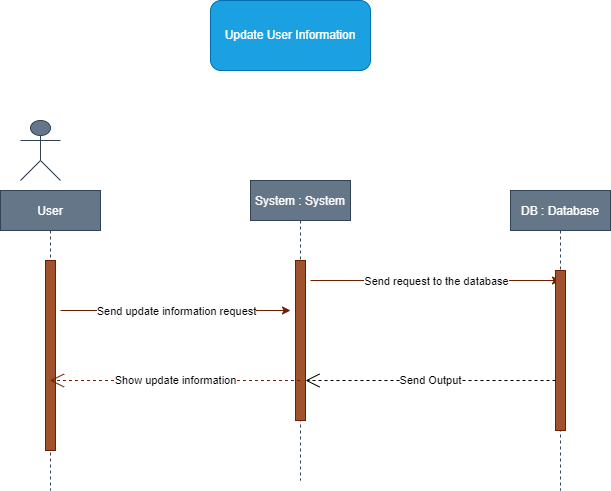 Update User Information
User
System : System
DB : Database
Send request to the database
Send update information request
Show update information
Send Output